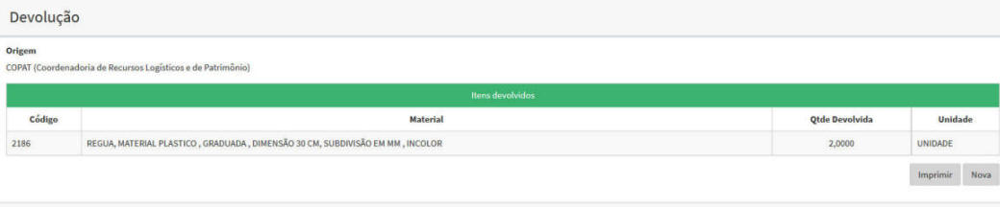 Devolução
Origem
COPAT (Coordenadoria de Recursos Logísticos e de Patrimônio)
Itens devolvidos
Código Material Qtde Devolvida Unidade
2186 REGUA, MATERIAL PLASTICO , GRADUADA , DIMENSÃO 30 CM, SUBDIVISÃO EM MM , INCOLOR 2,0000 UNIDADE
Imprimir Nova